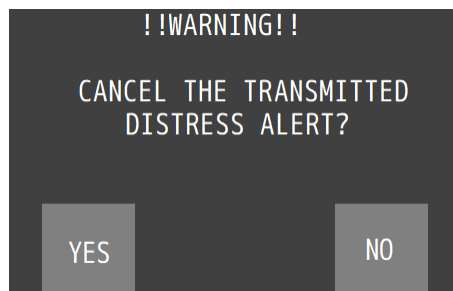 !!WARNING!!
CANCEL THE TRANSMITTED
DISTRESS ALERT?
YES
NO